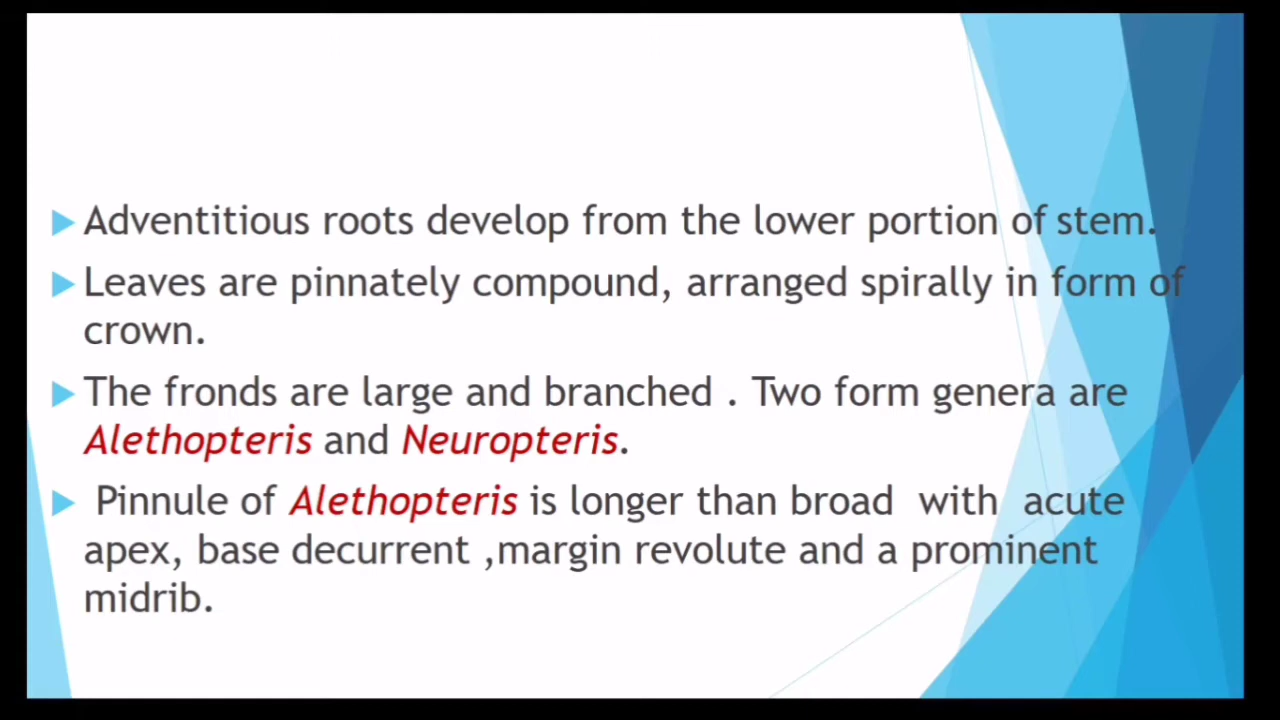 Adventitious roots develop from the lower portion of stem.
Leaves are pinnately compound, arranged spirally in form of
crown.
The fronds are large and branched . Two form genera are
Alethopteris and Neuropteris.
Pinnule of Alethopteris is longer than broad with acute
apex, base decurrent ,margin revolute and a prominent
midrib.